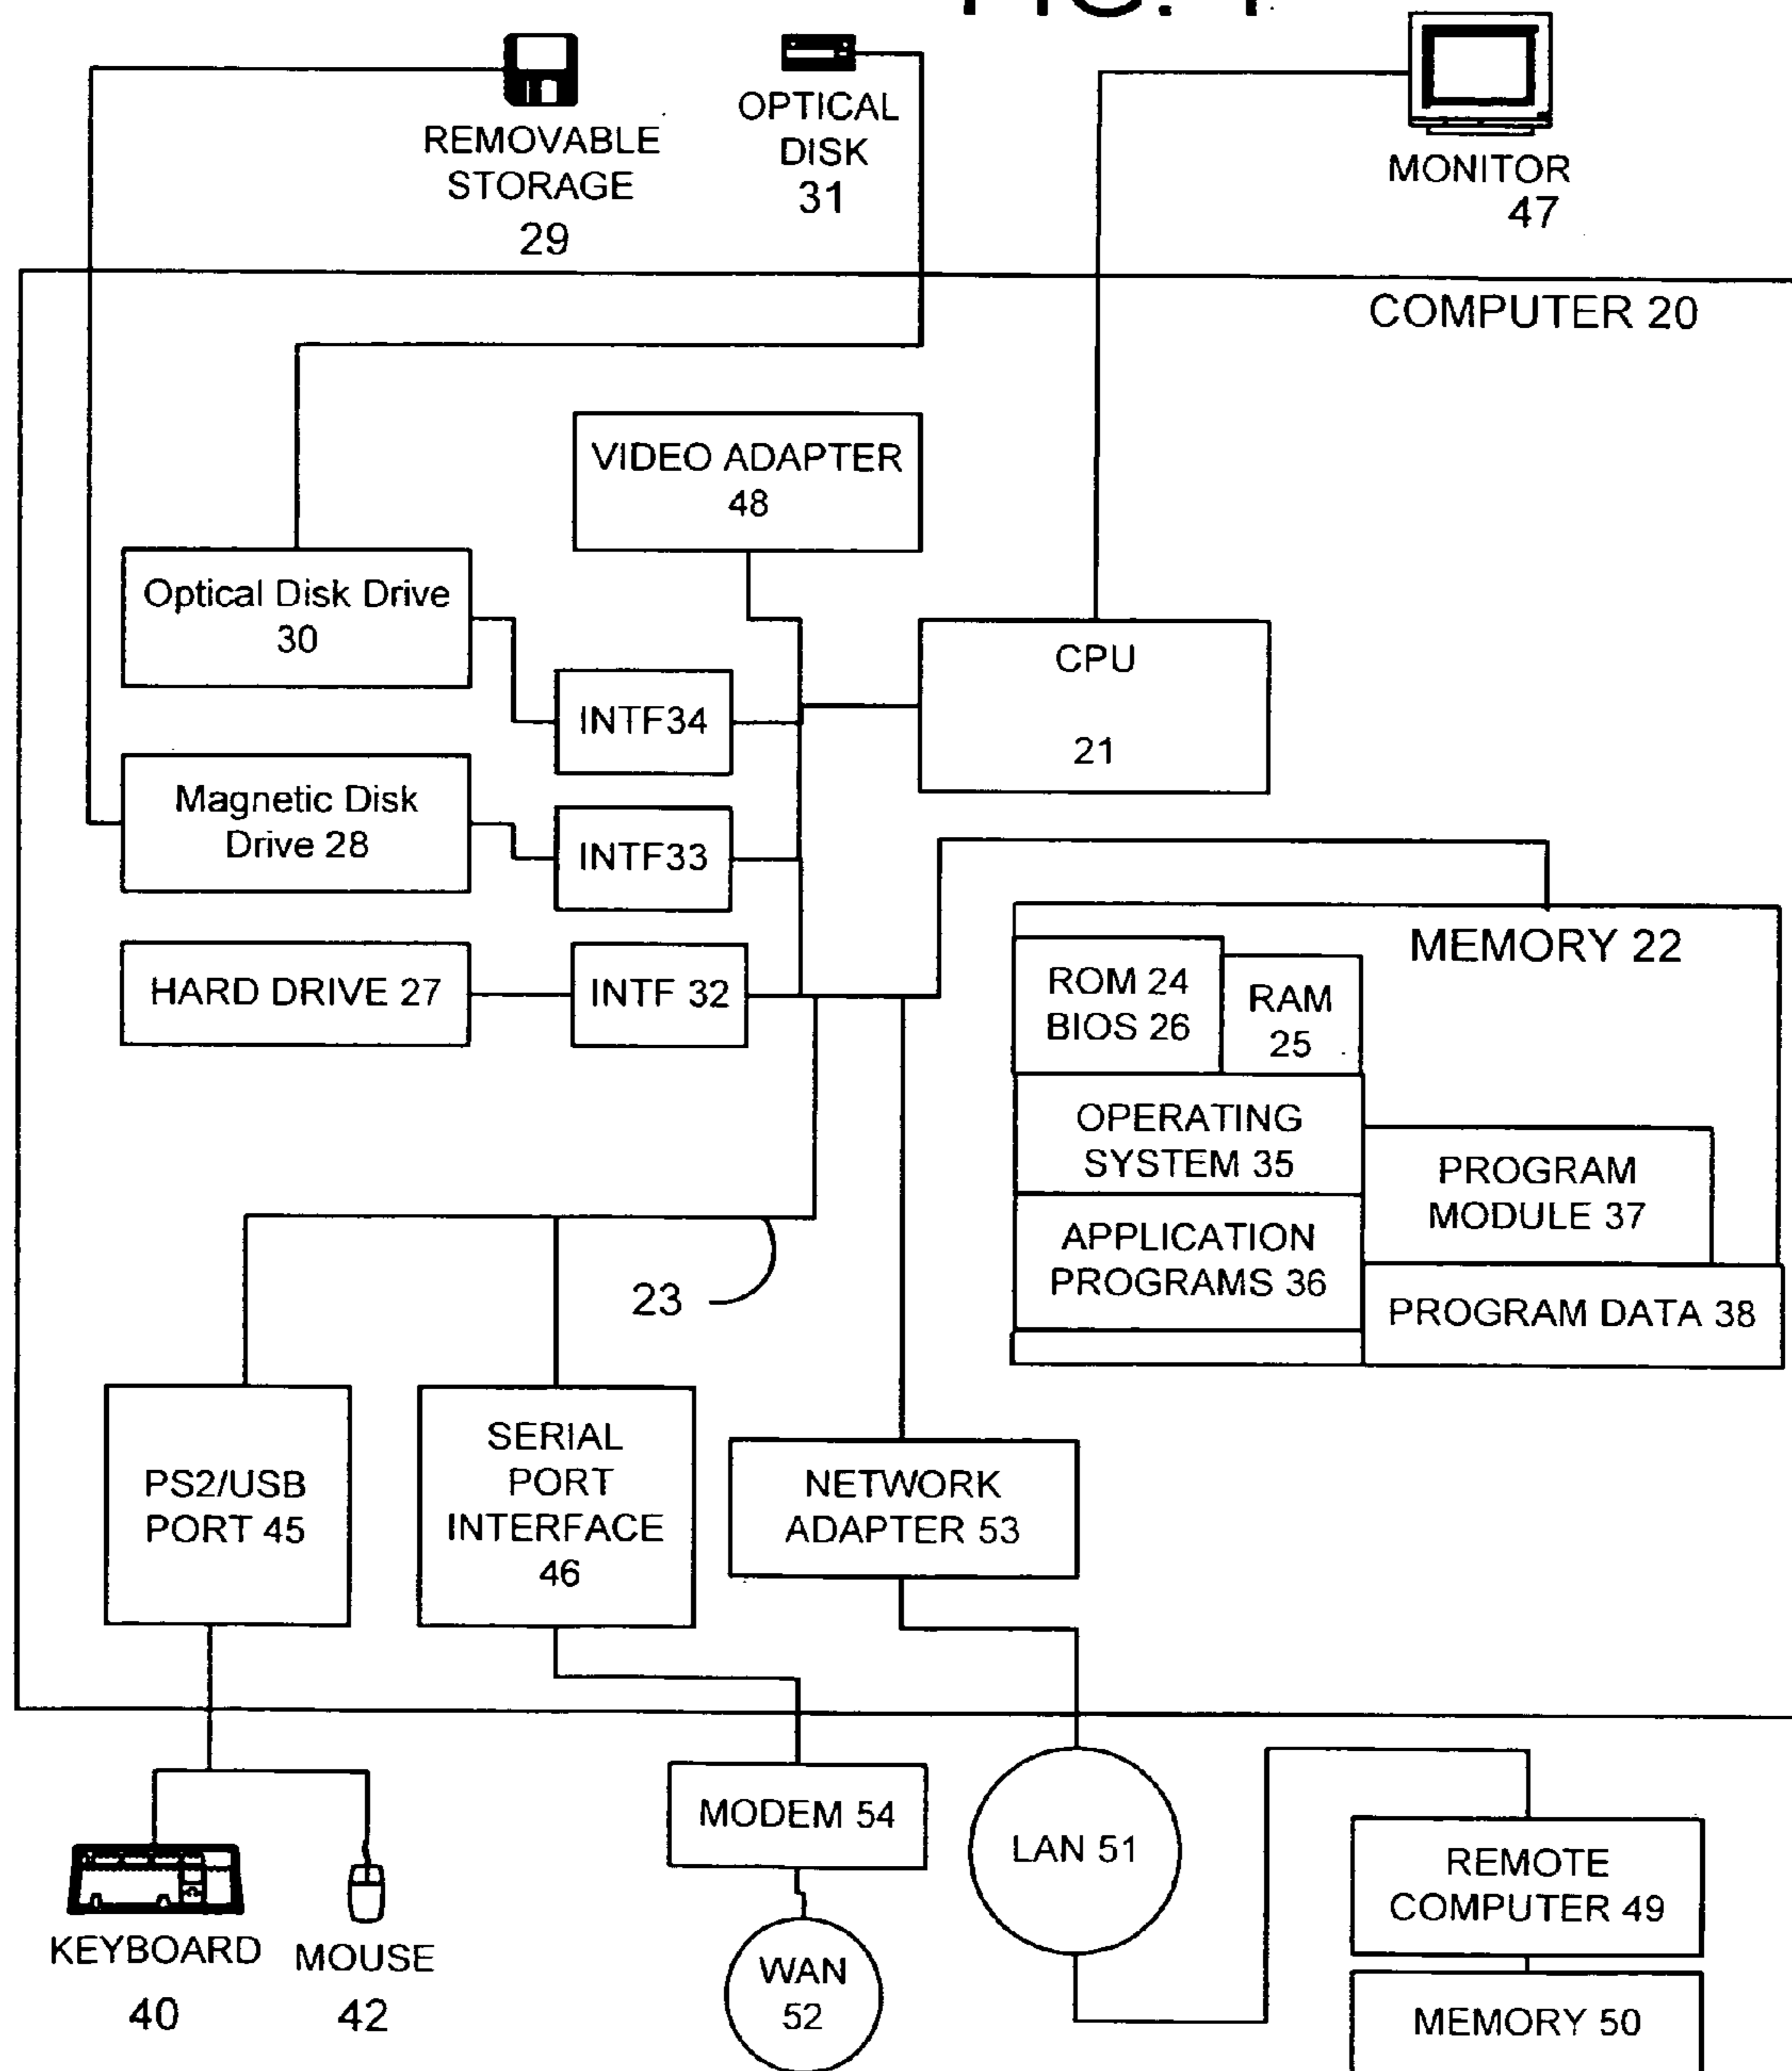 FIG. 1
REMOVABLE
STORAGE
29
OPTICAL
DISK
31
MONITOR
47
COMPUTER 20
VIDEO ADAPTER
48
Optical Disk Drive
30
INTF34
CPU
21
Magnetic Disk
Drive 28
INTF33
HARD DRIVE 27
INTF 32
MEMORY 22
ROM 24
BIOS 26
RAM
25
OPERATING
SYSTEM 35
PROGRAM
MODULE 37
APPLICATION
PROGRAMS 36
PROGRAM DATA 38
23
PS2/USB
PORT 45
SERIAL
PORT
INTERFACE
46
NETWORK
ADAPTER 53
MODEM 54
LAN 51
REMOTE
COMPUTER 49
KEYBOARD
40
MOUSE
42
WAN
52
MEMORY 50